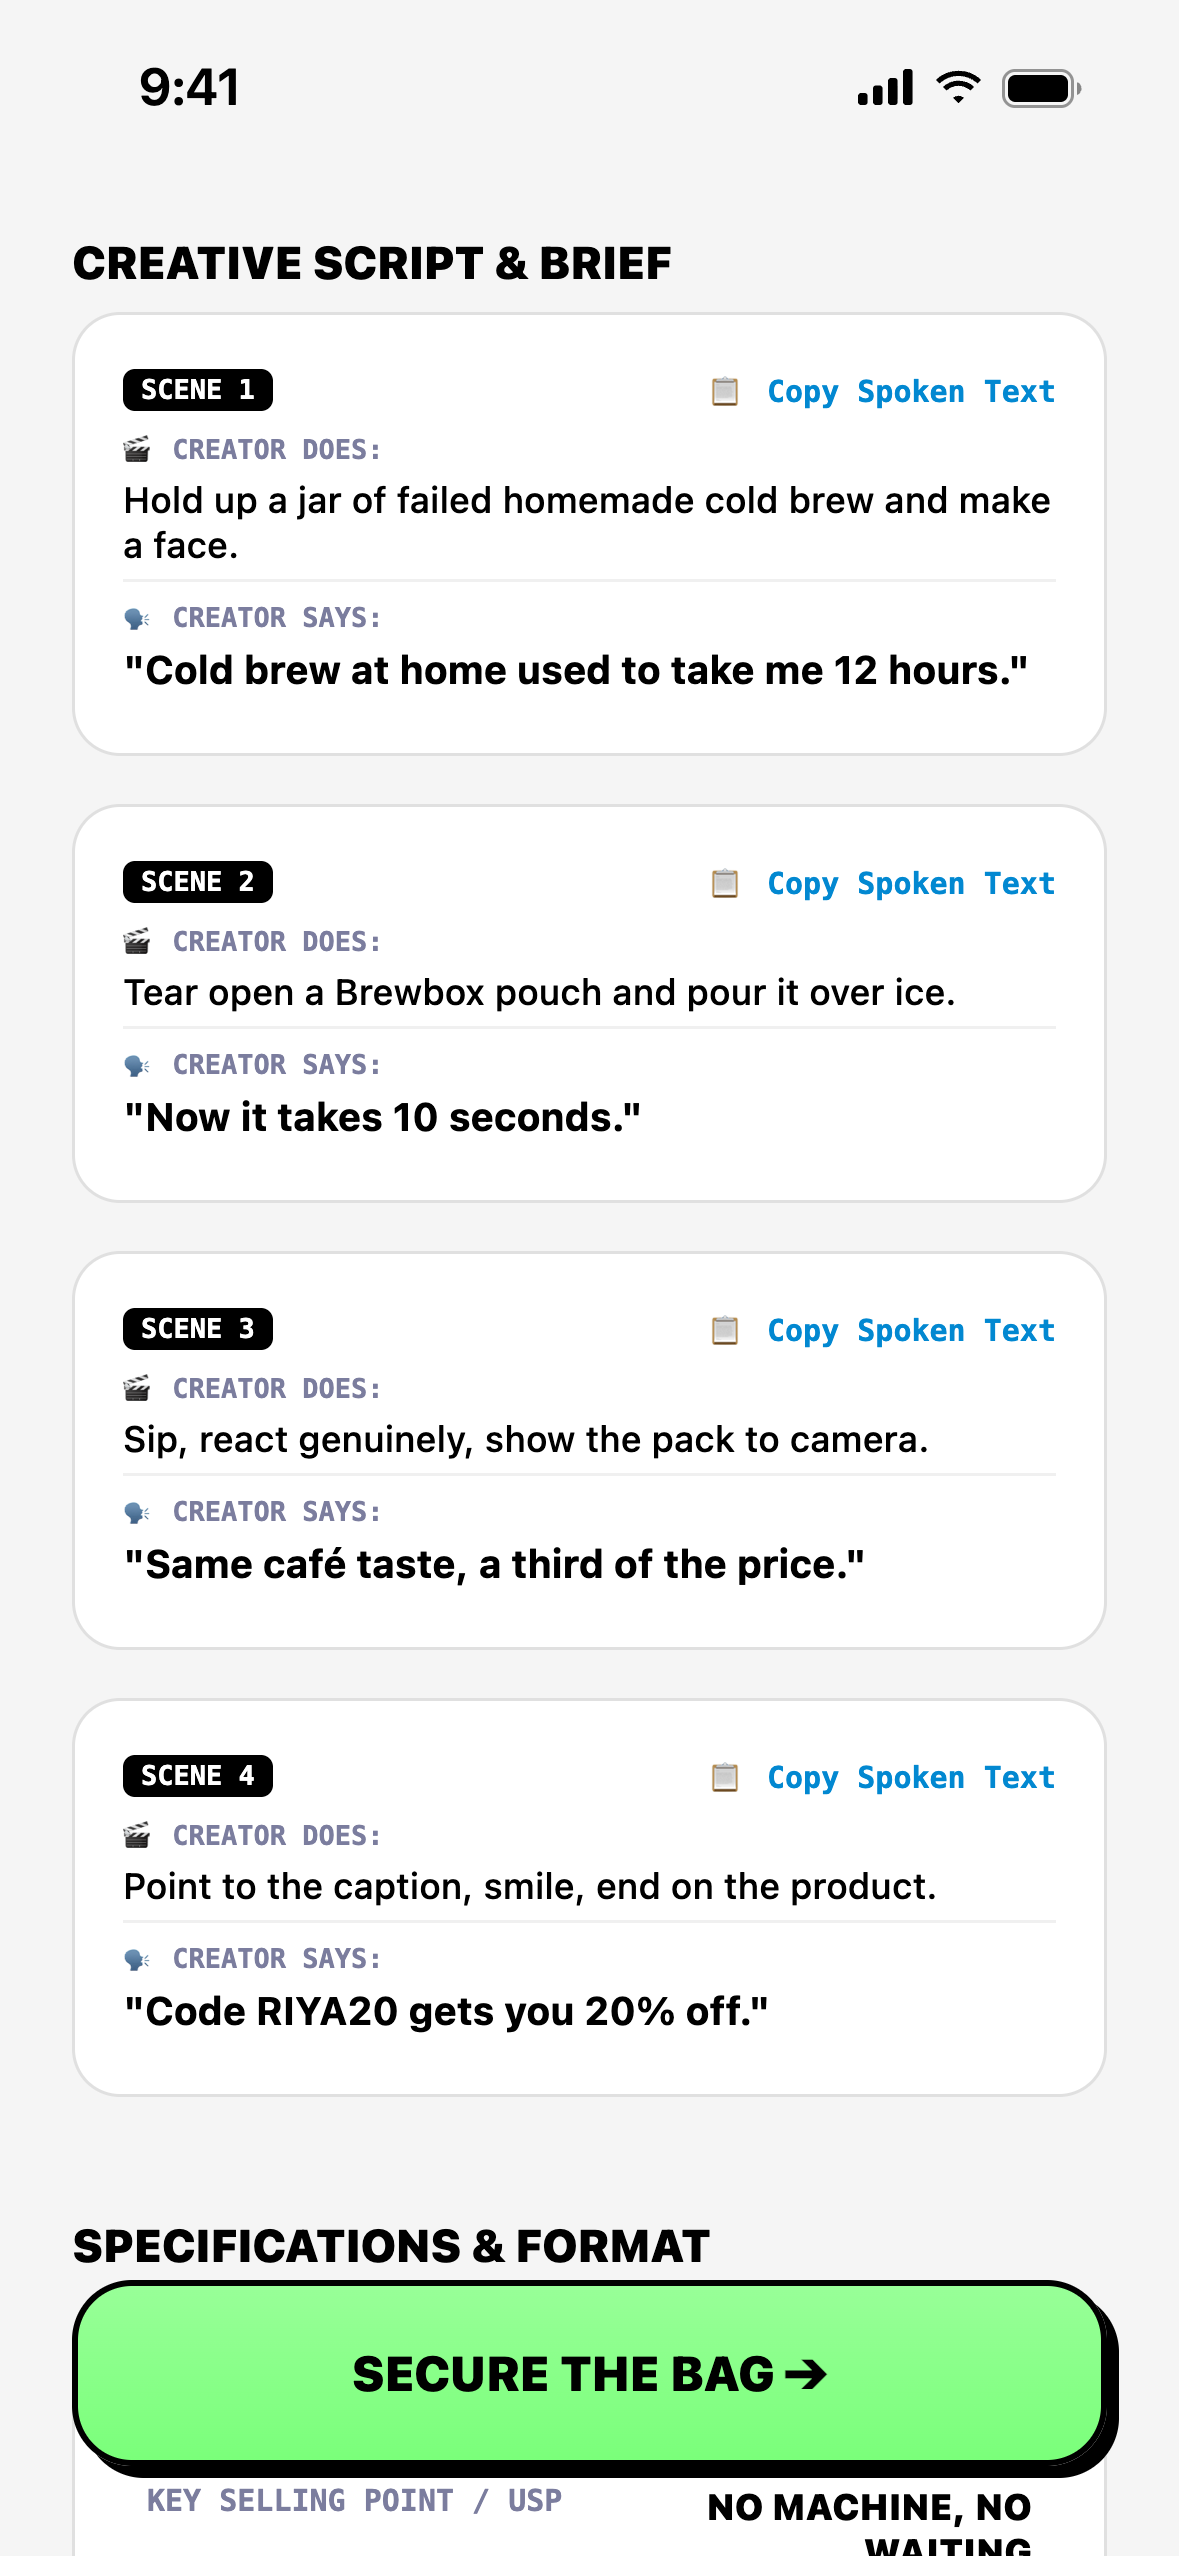 9:41
CREATIVE SCRIPT & BRIEF
SCENE 1
📋 Copy Spoken Text
🎬 CREATOR DOES:
Hold up a jar of failed homemade cold brew and make
a face.
🗣️ CREATOR SAYS:
"Cold brew at home used to take me 12 hours."
SCENE 2
📋 Copy Spoken Text
🎬 CREATOR DOES:
Tear open a Brewbox pouch and pour it over ice.
🗣️ CREATOR SAYS:
"Now it takes 10 seconds."
SCENE 3
📋 Copy Spoken Text
🎬 CREATOR DOES:
Sip, react genuinely, show the pack to camera.
🗣️ CREATOR SAYS:
"Same café taste, a third of the price."
SCENE 4
📋 Copy Spoken Text
🎬 CREATOR DOES:
Point to the caption, smile, end on the product.
🗣️ CREATOR SAYS:
"Code RIYA20 gets you 20% off."
SPECIFICATIONS & FORMAT
SECURE THE BAG →
KEY SELLING POINT / USP
NO MACHINE, NO
WAITING